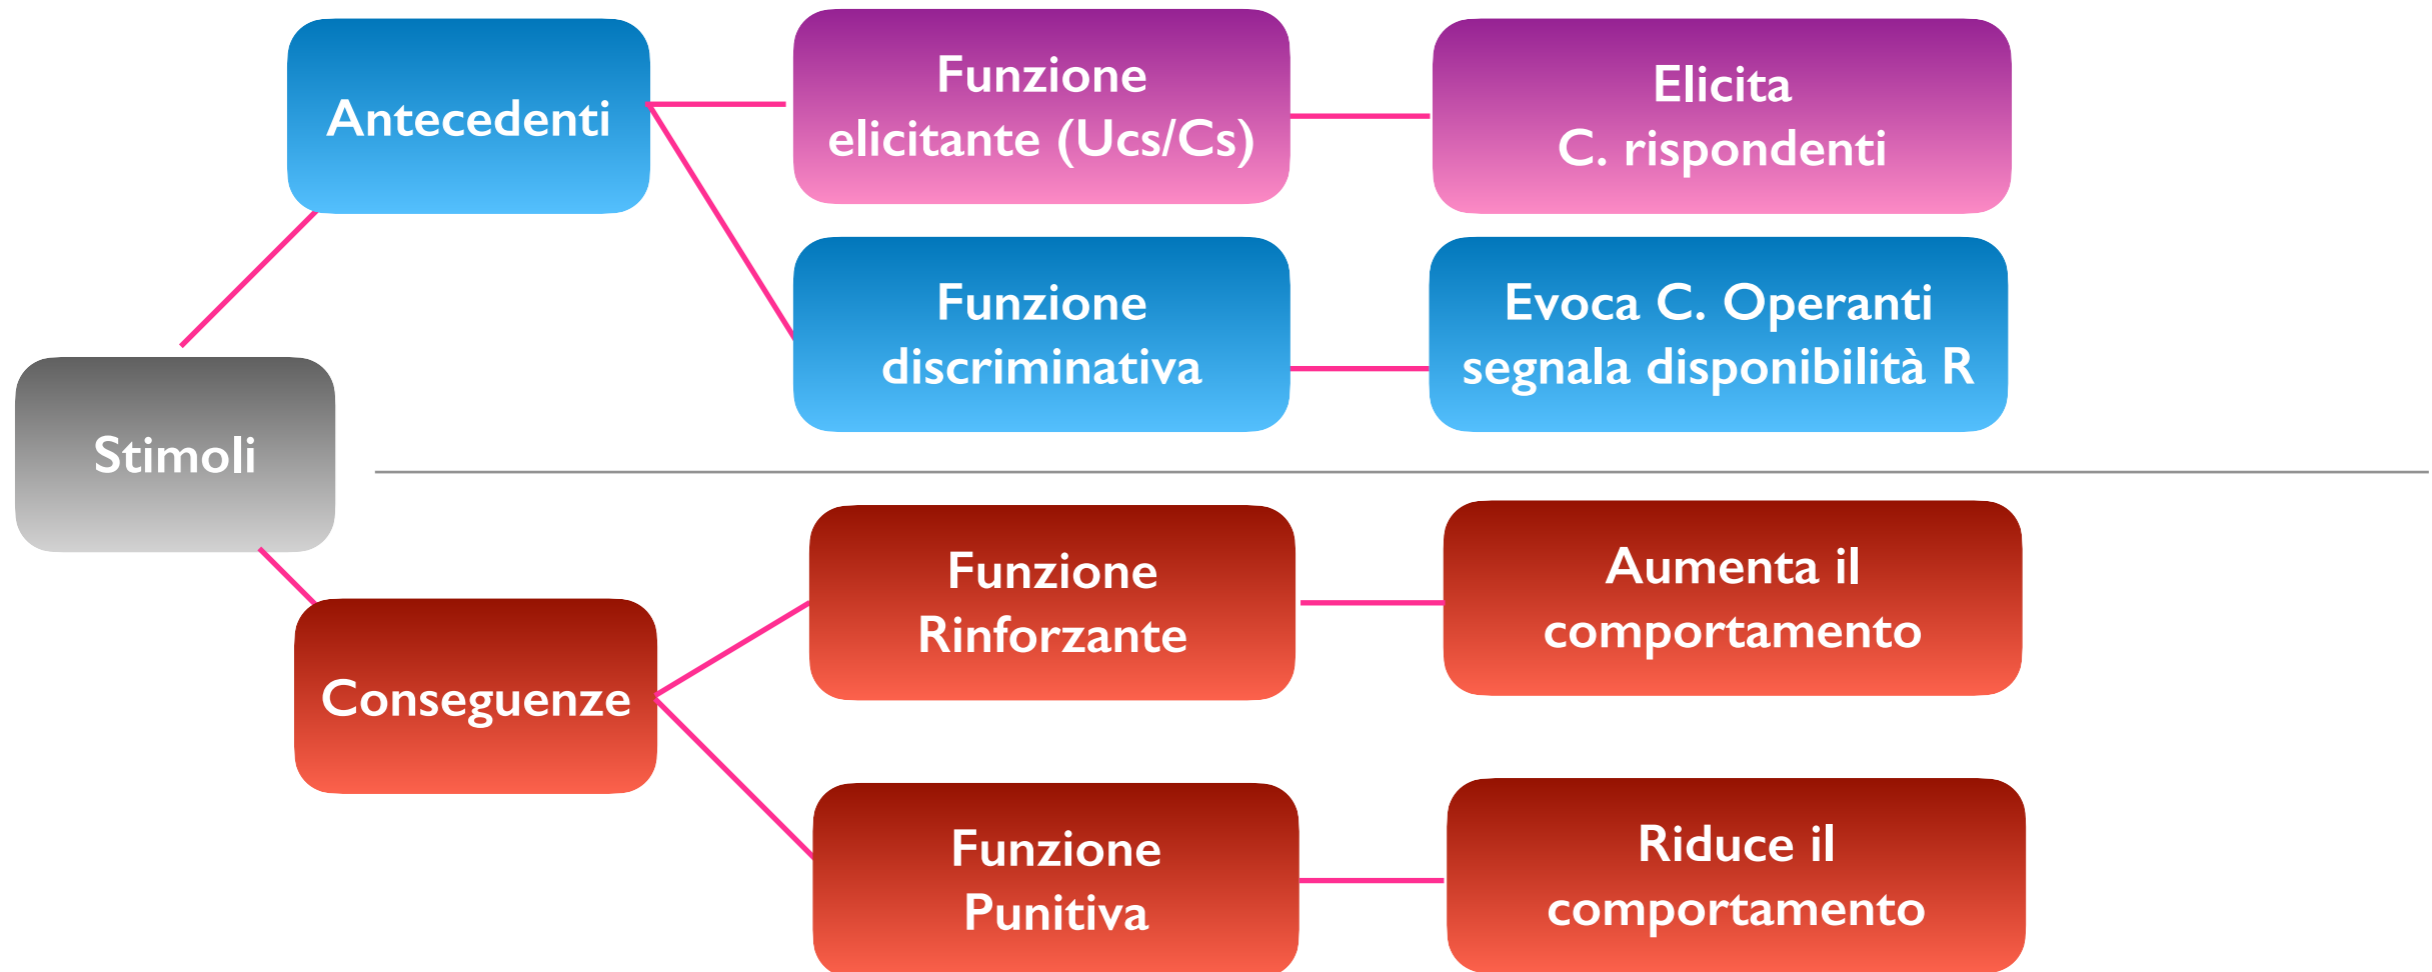 Antecedenti
Funzione
elicitante (Ucs/Cs)
Elicita
C. rispondenti
Funzione
discriminativa
Evoca C. Operanti
segnala disponibilità R
Stimoli
Conseguenze
Funzione
Rinforzante
Aumenta il
comportamento
Funzione
Punitiva
Riduce il
comportamento